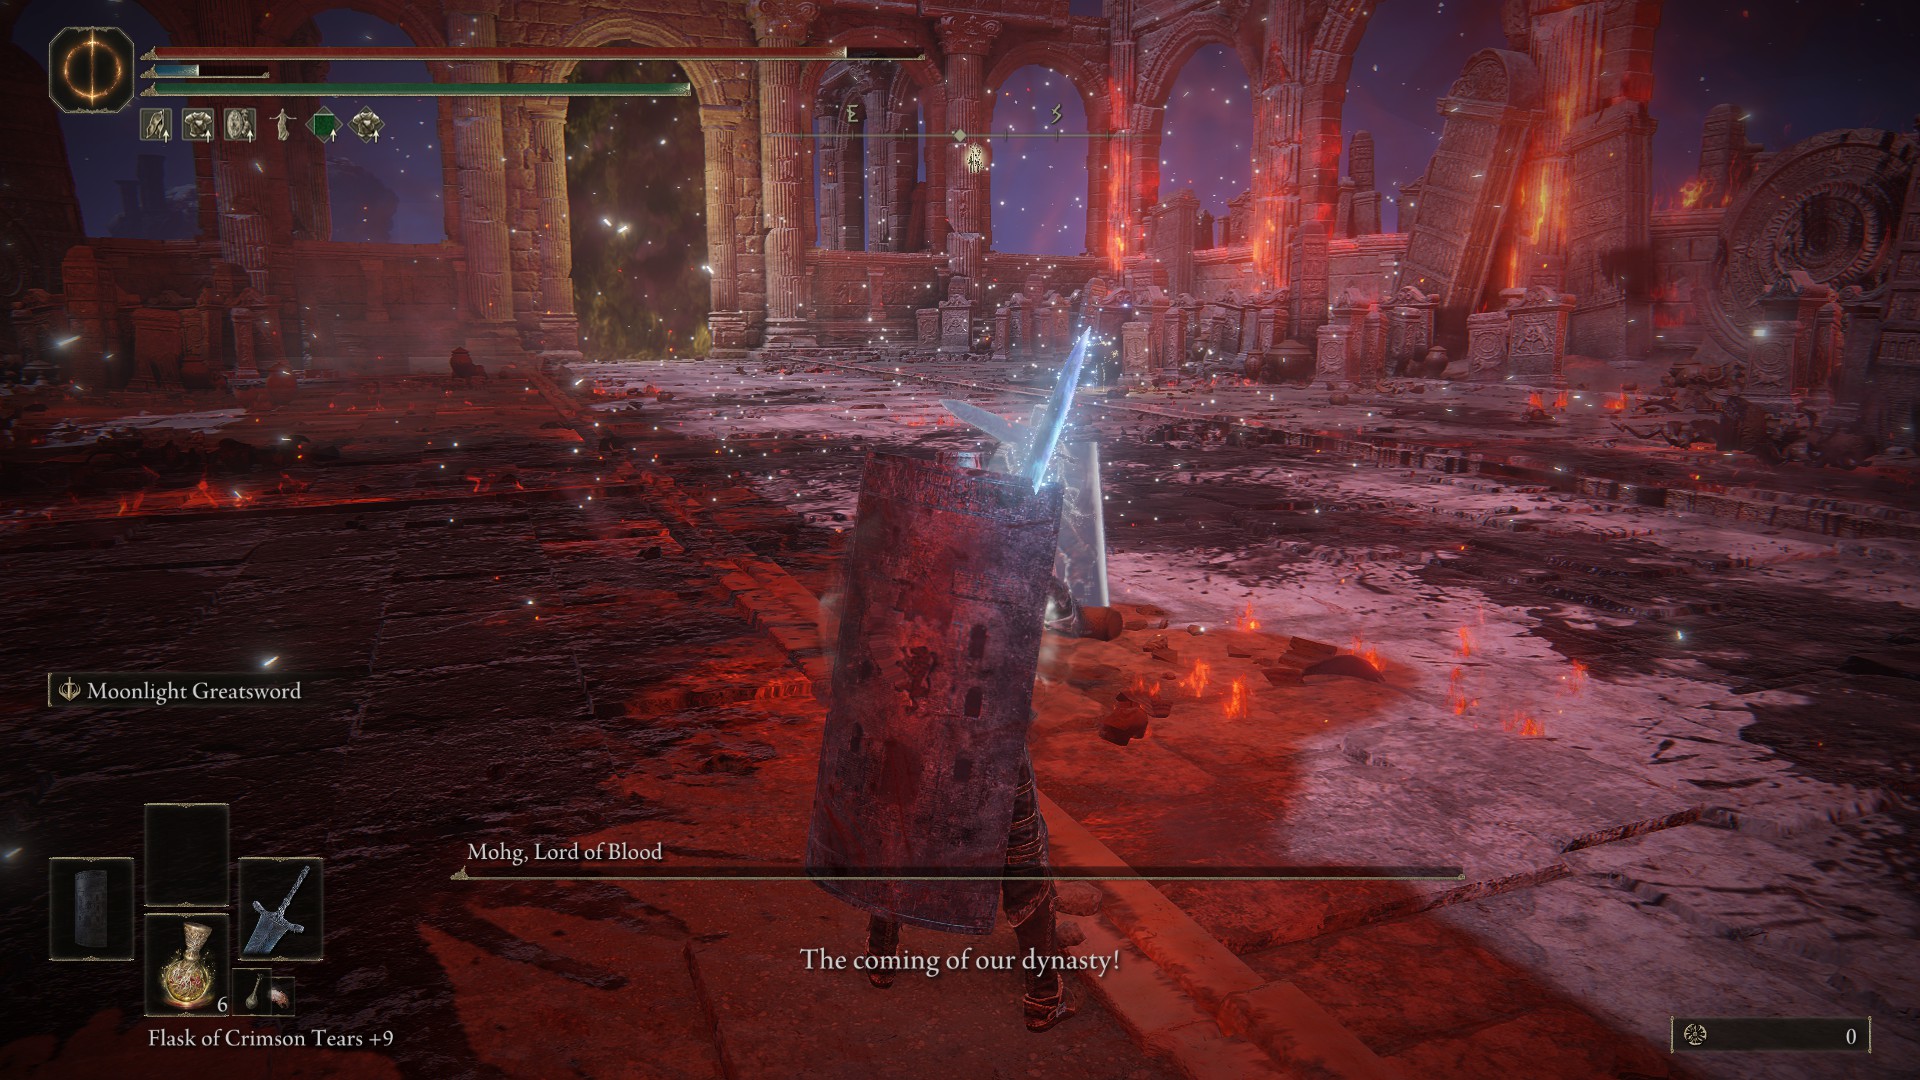 E
S
Moonlight Greatsword
Mohg, Lord of Blood
The coming of our dynasty!
6
Flask of Crimson Tears +9
0